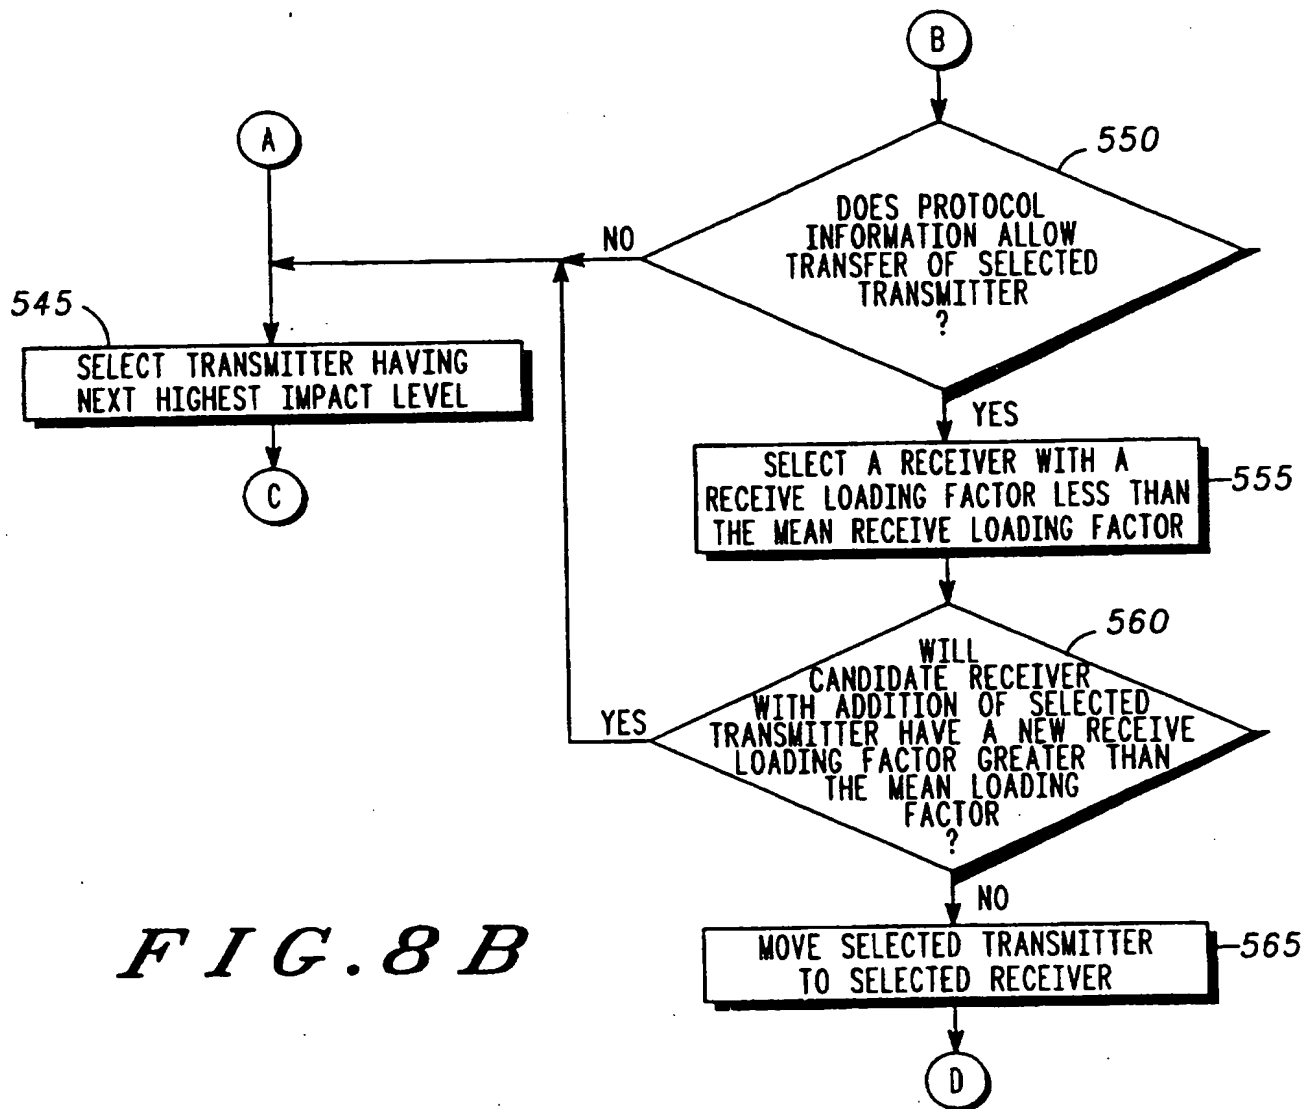 B
A
550
DOES PROTOCOL
INFORMATION ALLOW
TRANSFER OF SELECTED
TRANSMITTER
?
NO
545
SELECT TRANSMITTER HAVING
NEXT HIGHEST IMPACT LEVEL
C
YES
SELECT A RECEIVER WITH A
RECEIVE LOADING FACTOR LESS THAN
THE MEAN RECEIVE LOADING FACTOR
555
560
WILL
CANDIDATE RECEIVER
WITH ADDITION OF SELECTED
TRANSMITTER HAVE A NEW RECEIVE
LOADING FACTOR GREATER THAN
THE MEAN LOADING
FACTOR
?
YES
NO
MOVE SELECTED TRANSMITTER
TO SELECTED RECEIVER
565
D
FIG.8B